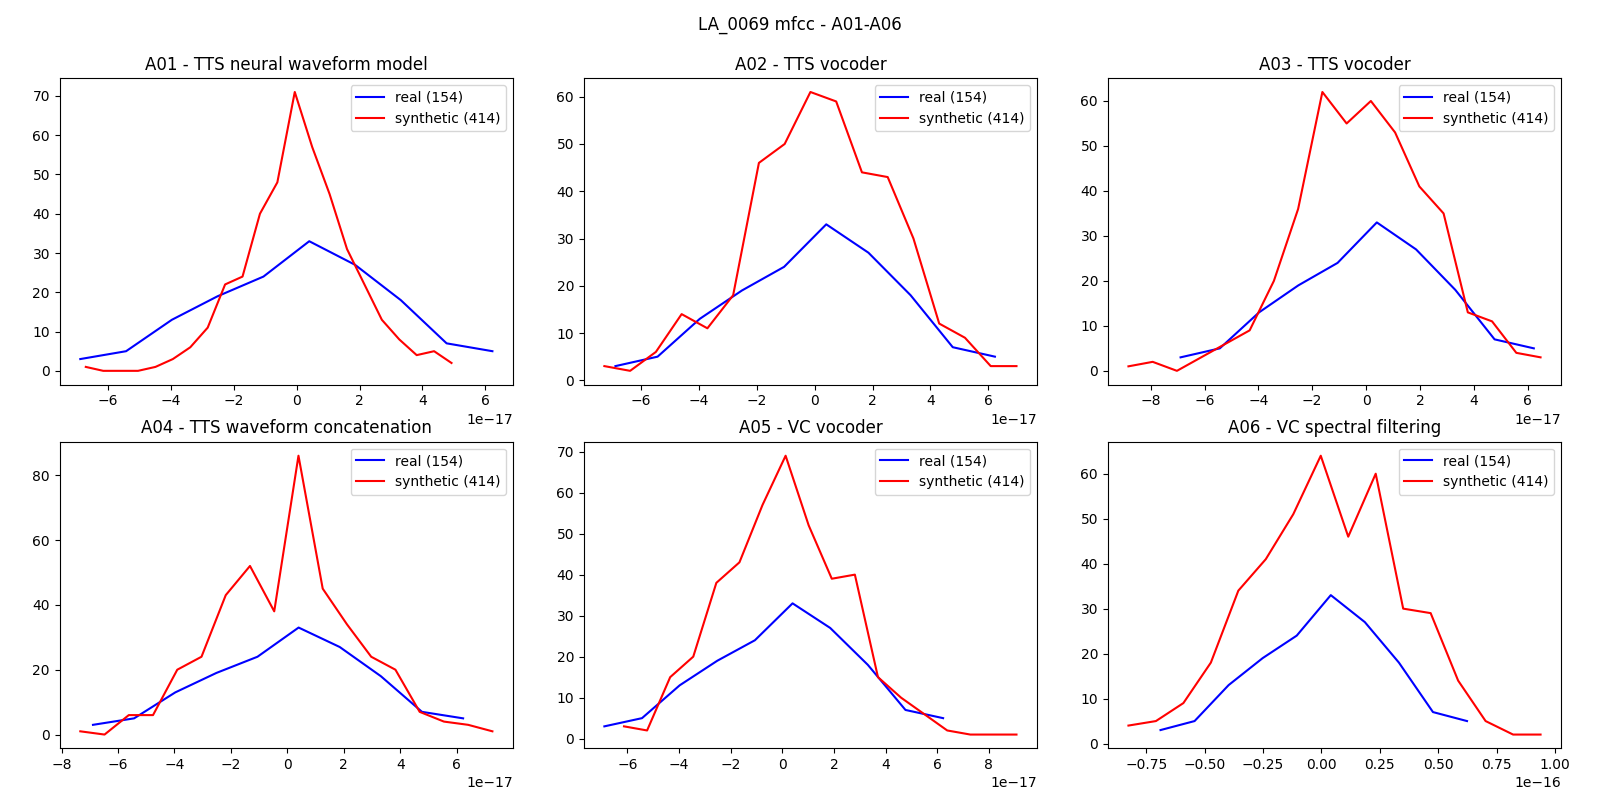 LA_0069 mfcc - A01-A06
A01 - TTS neural waveform model
70
60
50
40
30
20
10
0
real (154)
synthetic (414)
−6 −4 −2 0 2 4 6
1e−17
A02 - TTS vocoder
60
50
40
30
20
10
0
real (154)
synthetic (414)
−6 −4 −2 0 2 4 6
1e−17
A03 - TTS vocoder
60
50
40
30
20
10
0
real (154)
synthetic (414)
−8 −6 −4 −2 0 2 4 6
1e−17
A04 - TTS waveform concatenation
80
60
40
20
0
real (154)
synthetic (414)
−8 −6 −4 −2 0 2 4 6
1e−17
A05 - VC vocoder
70
60
50
40
30
20
10
0
real (154)
synthetic (414)
−6 −4 −2 0 2 4 6 8
1e−17
A06 - VC spectral filtering
60
50
40
30
20
10
0
real (154)
synthetic (414)
−0.75 −0.50 −0.25 0.00 0.25 0.50 0.75 1.00
1e−16